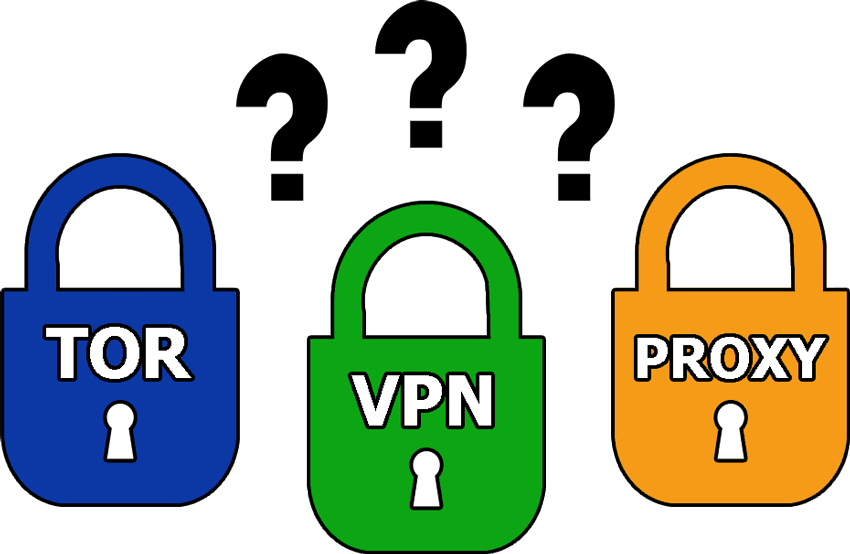 ? ? ?
TOR
VPN
PROXY